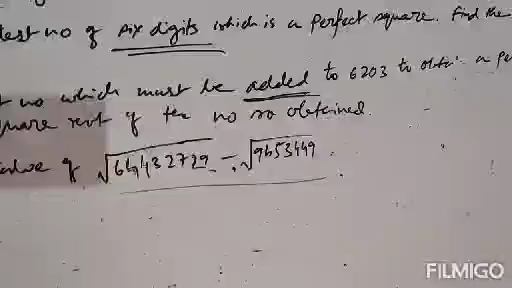 test no of six digits which is a perfect square. Find the
t no which must be added to 6203 to obtain a pe
quare root of the no so obtained.
value of √64432729 - √9653449
FILMIGO